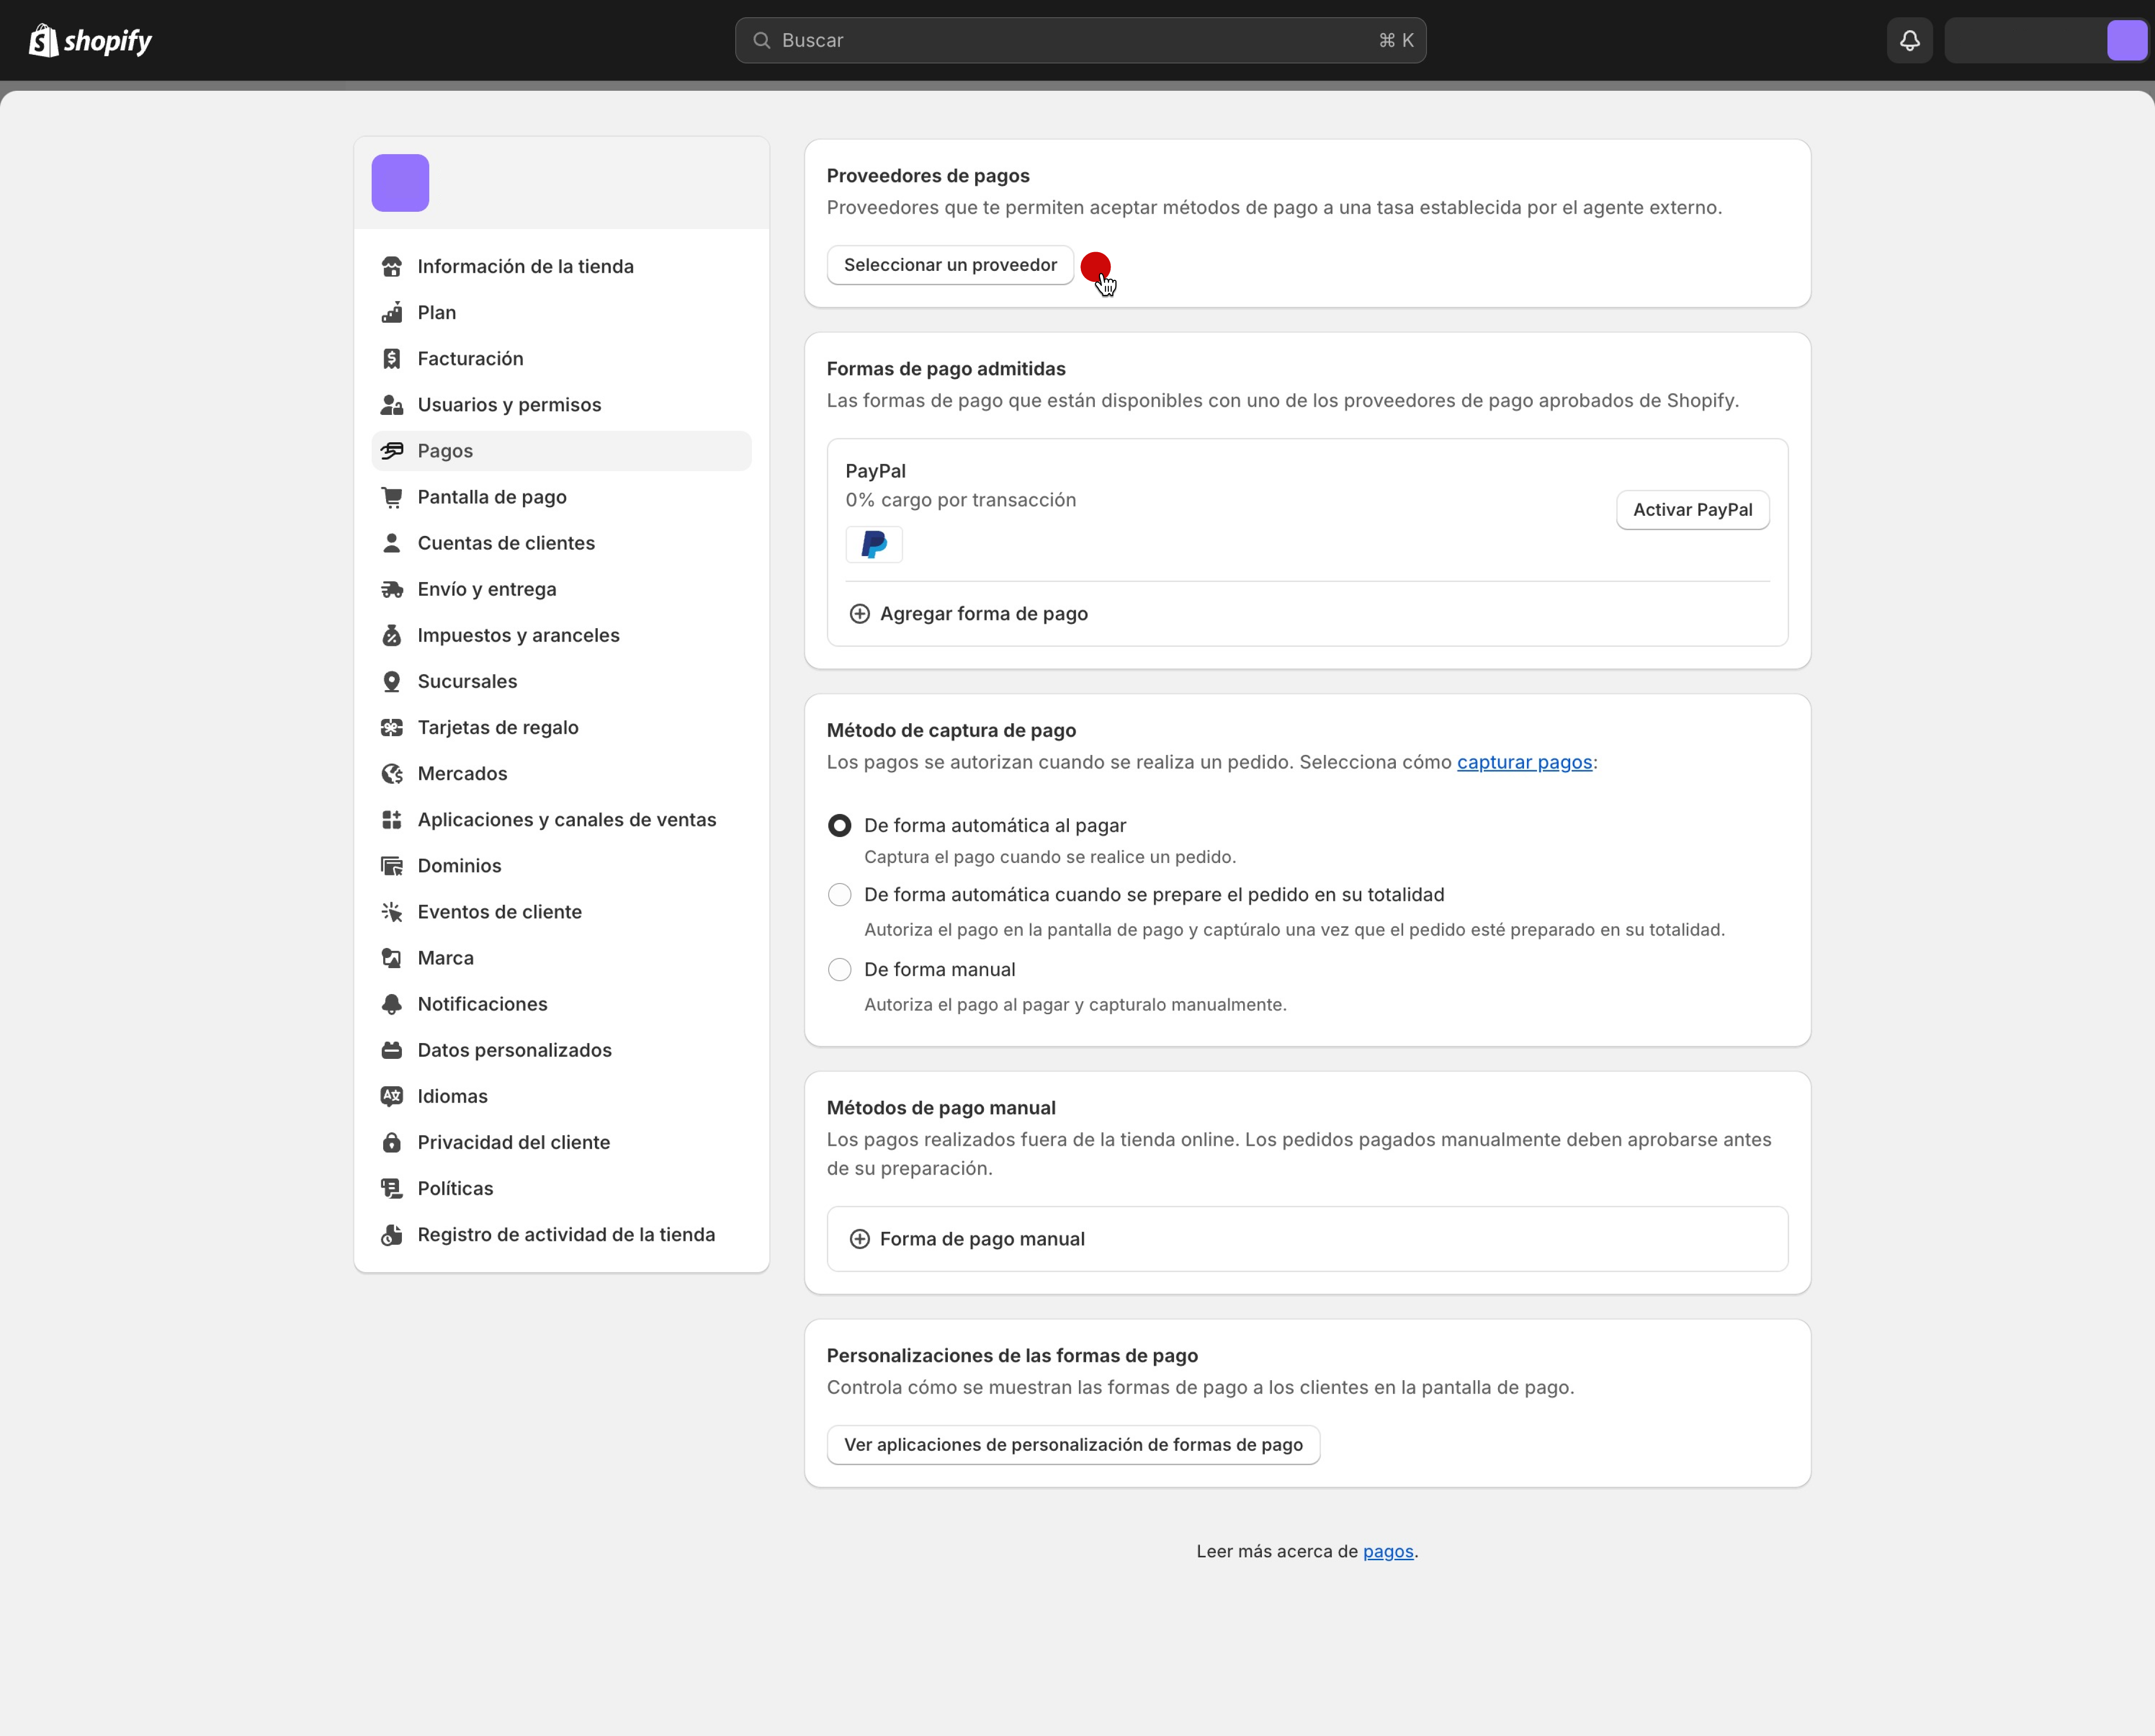 shopify
Buscar
⌘ K
Información de la tienda
Plan
Facturación
Usuarios y permisos
Pagos
Pantalla de pago
Cuentas de clientes
Envío y entrega
Impuestos y aranceles
Sucursales
Tarjetas de regalo
Mercados
Aplicaciones y canales de ventas
Dominios
Eventos de cliente
Marca
Notificaciones
Datos personalizados
Idiomas
Privacidad del cliente
Políticas
Registro de actividad de la tienda
Proveedores de pagos
Proveedores que te permiten aceptar métodos de pago a una tasa establecida por el agente externo.
Seleccionar un proveedor
Formas de pago admitidas
Las formas de pago que están disponibles con uno de los proveedores de pago aprobados de Shopify.
PayPal
0% cargo por transacción
Activar PayPal
Agregar forma de pago
Método de captura de pago
Los pagos se autorizan cuando se realiza un pedido. Selecciona cómo capturar pagos:
De forma automática al pagar
Captura el pago cuando se realice un pedido.
De forma automática cuando se prepare el pedido en su totalidad
Autoriza el pago en la pantalla de pago y captúralo una vez que el pedido esté preparado en su totalidad.
De forma manual
Autoriza el pago al pagar y capturalo manualmente.
Métodos de pago manual
Los pagos realizados fuera de la tienda online. Los pedidos pagados manualmente deben aprobarse antes
de su preparación.
Forma de pago manual
Personalizaciones de las formas de pago
Controla cómo se muestran las formas de pago a los clientes en la pantalla de pago.
Ver aplicaciones de personalización de formas de pago
Leer más acerca de pagos.